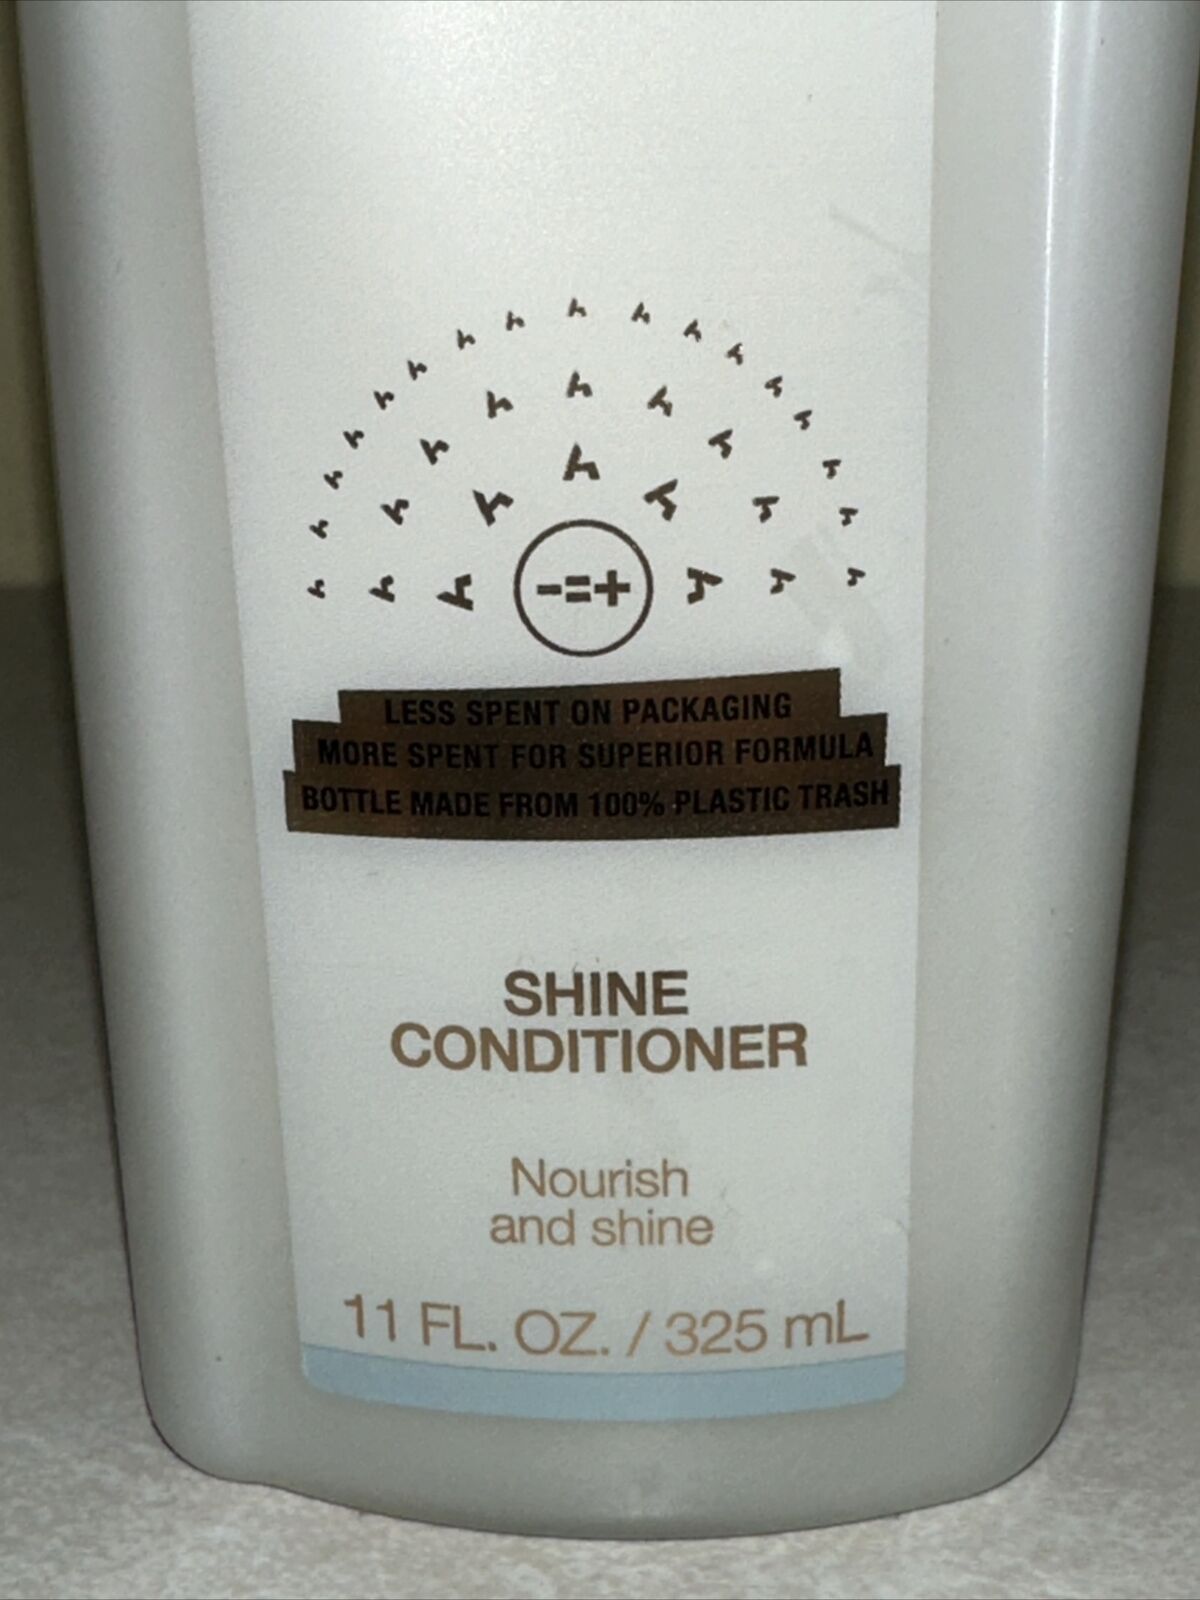 -=+
LESS SPENT ON PACKAGING
MORE SPENT FOR SUPERIOR FORMULA
BOTTLE MADE FROM 100% PLASTIC TRASH
SHINE
CONDITIONER
Nourish
and shine
11 FL. OZ. / 325 mL